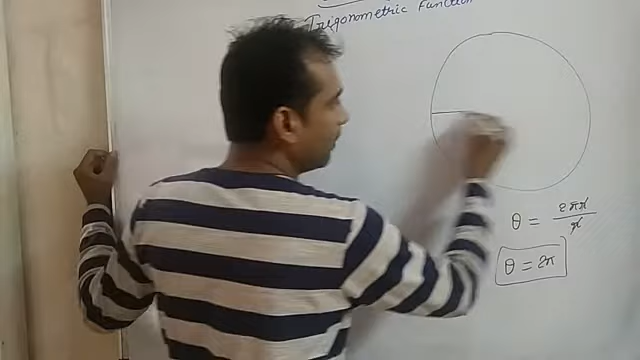 Trigonometric Function
θ = 2πr/r
θ = 2π